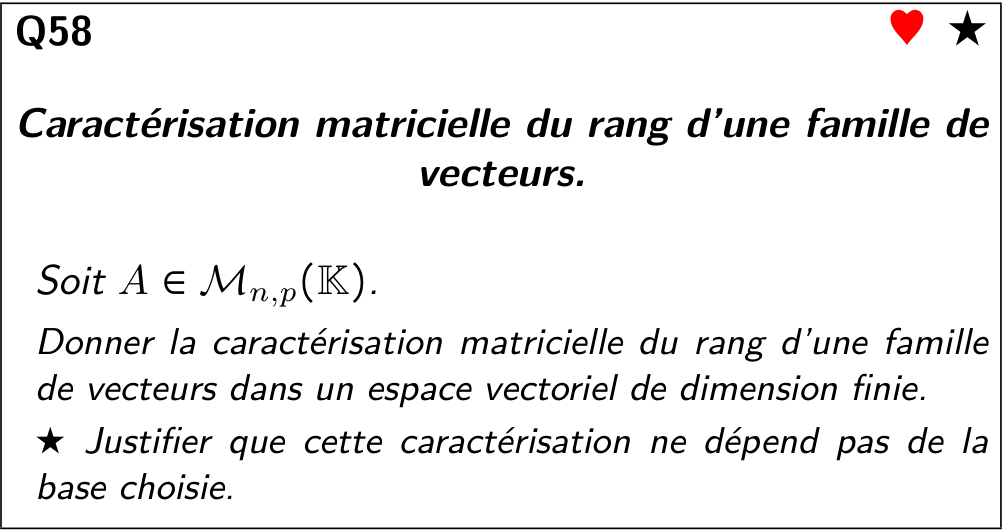 Q58 ♥ ★
Caractérisation matricielle du rang d'une famille de
vecteurs.
Soit $A \in \mathcal{M}_{n,p}(\mathbb{K})$.
Donner la caractérisation matricielle du rang d'une famille
de vecteurs dans un espace vectoriel de dimension finie.
★ Justifier que cette caractérisation ne dépend pas de la
base choisie.